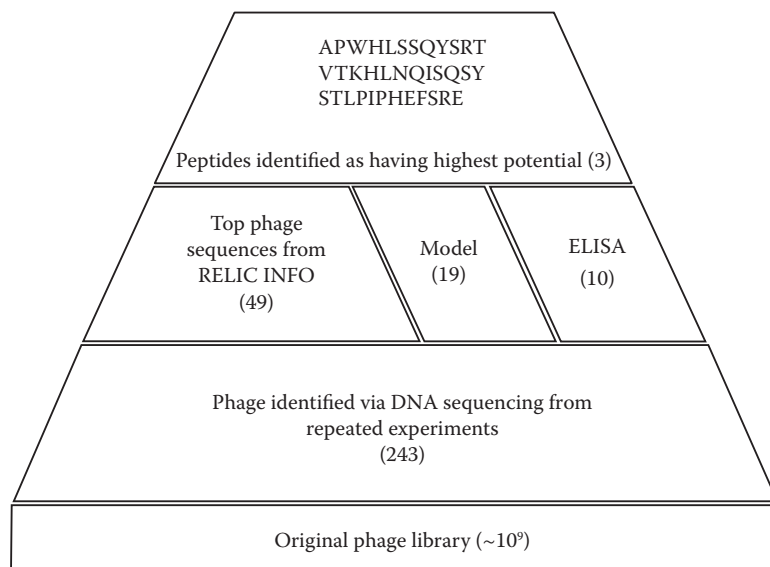 APWHLSSQYSRT
VTKHLNQISQSY
STLPIPHEFSRE
Peptides identified as having highest potential (3)
Top phage
sequences from
RELIC INFO
(49)
Model
(19)
ELISA
(10)
Phage identified via DNA sequencing from
repeated experiments
(243)
Original phage library (~10⁹)